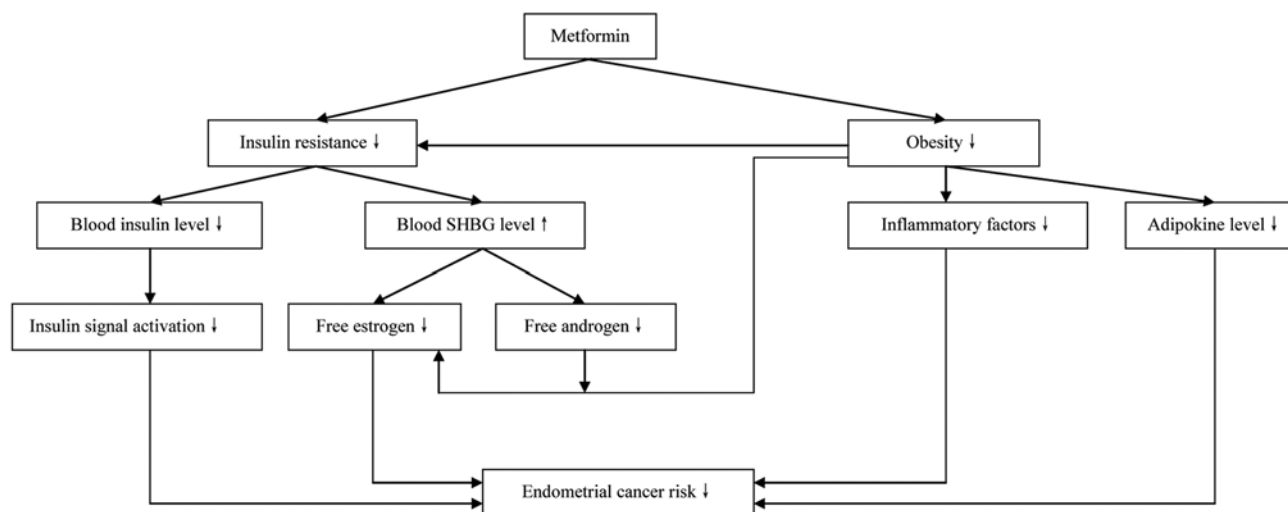 Metformin
Insulin resistance ↓
Obesity ↓
Blood insulin level ↓
Blood SHBG level ↑
Inflammatory factors ↓
Adipokine level ↓
Insulin signal activation ↓
Free estrogen ↓
Free androgen ↓
Endometrial cancer risk ↓